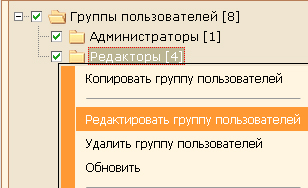 Группы пользователей [8]
Администраторы [1]
Редакторы [4]
Копировать группу пользователей
Редактировать группу пользователей
Удалить группу пользователей
Обновить